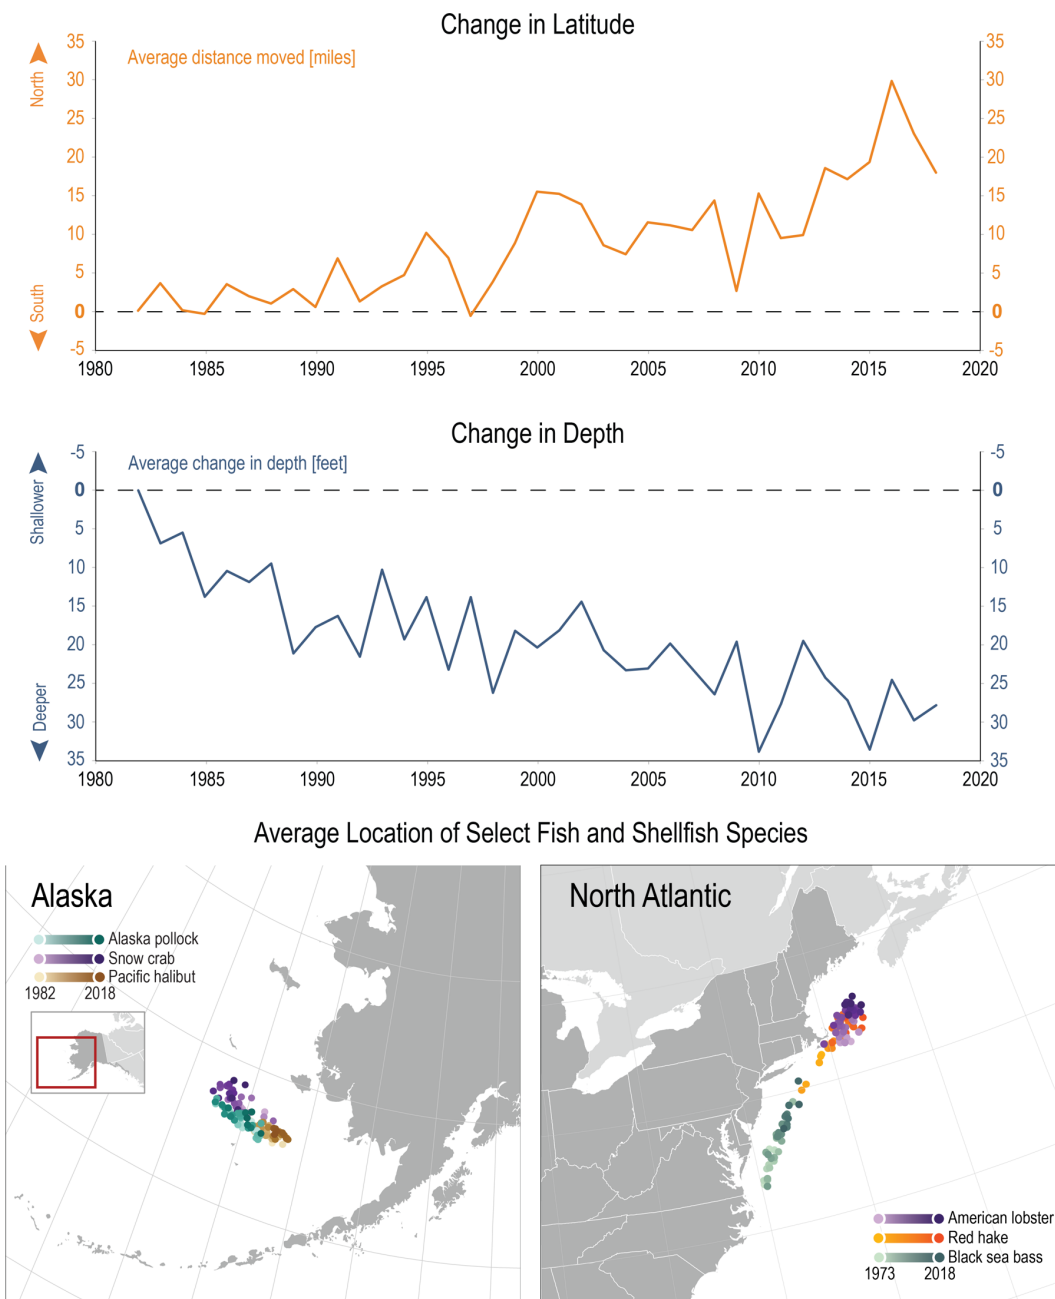 Change in Latitude
35 35
North Average distance moved [miles]
30 30
25 25
20 20
15 15
10 10
5 5
South
0 0
-5 -5
1980 1985 1990 1995 2000 2005 2010 2015 2020
Change in Depth
-5 -5
Shallower Average change in depth [feet]
0 0
5 5
10 10
15 15
20 20
25 25
Deeper
30 30
35 35
1980 1985 1990 1995 2000 2005 2010 2015 2020
Average Location of Select Fish and Shellfish Species
Alaska
Alaska pollock
Snow crab
Pacific halibut
1982 2018
North Atlantic
American lobster
Red hake
Black sea bass
1973 2018